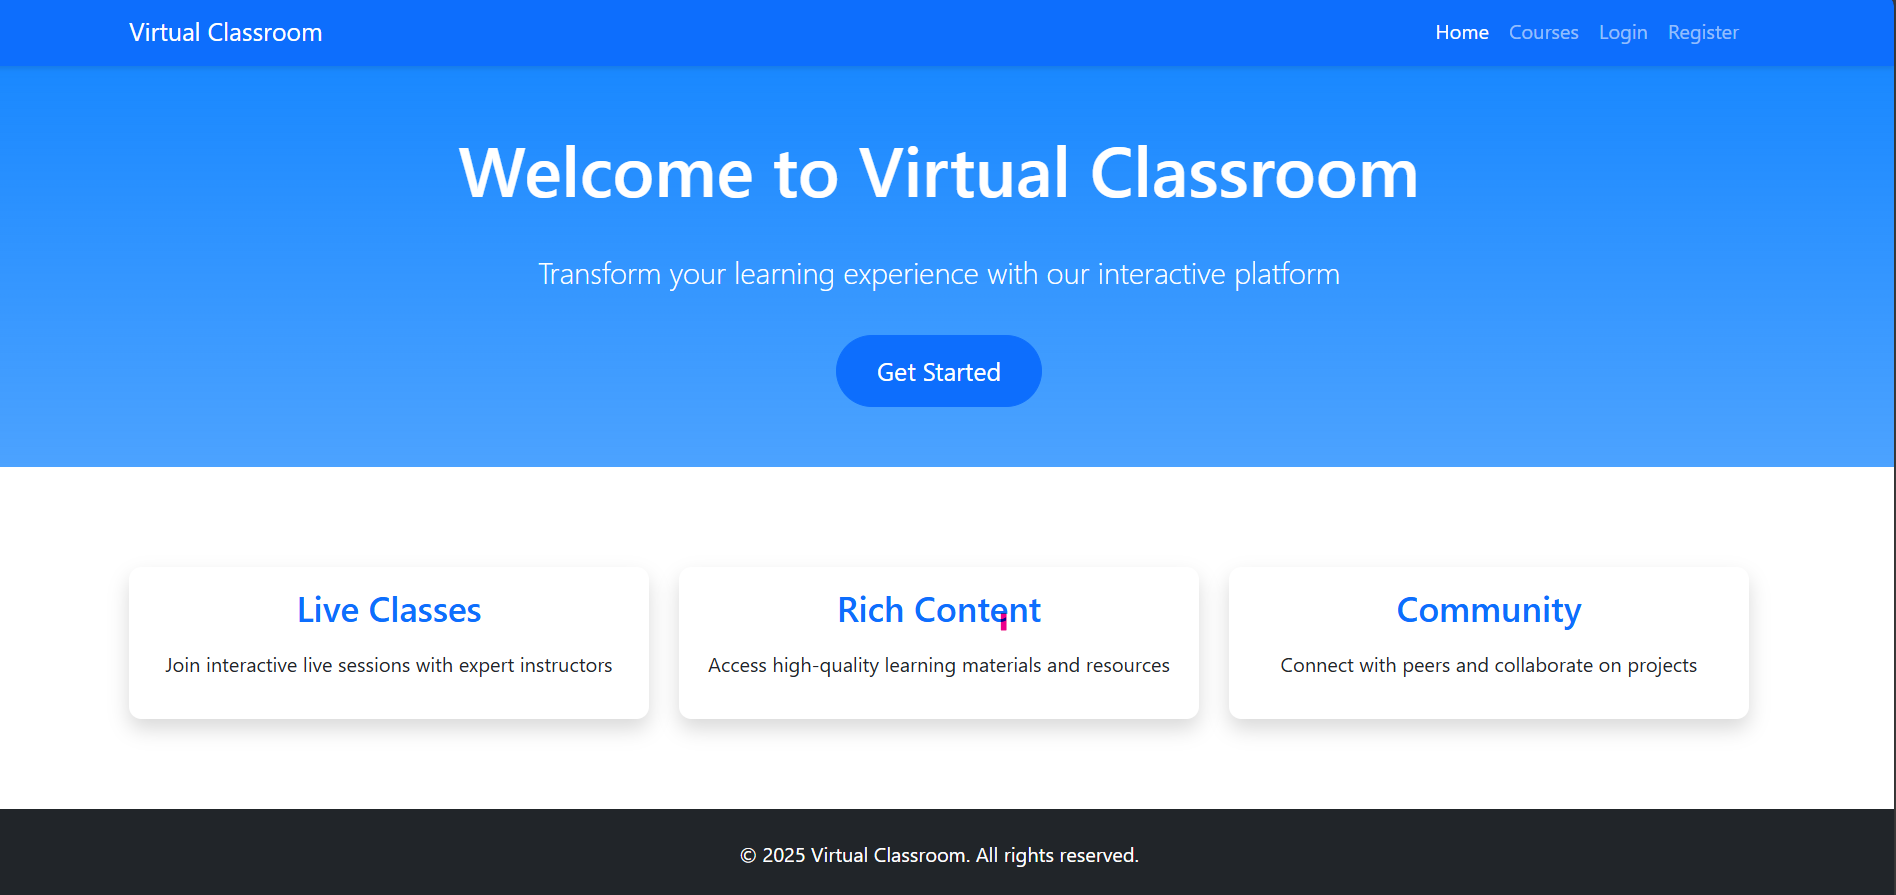 Virtual Classroom
Home Courses Login Register
Welcome to Virtual Classroom
Transform your learning experience with our interactive platform
Get Started
Live Classes
Join interactive live sessions with expert instructors
Rich Content
Access high-quality learning materials and resources
Community
Connect with peers and collaborate on projects
© 2025 Virtual Classroom. All rights reserved.